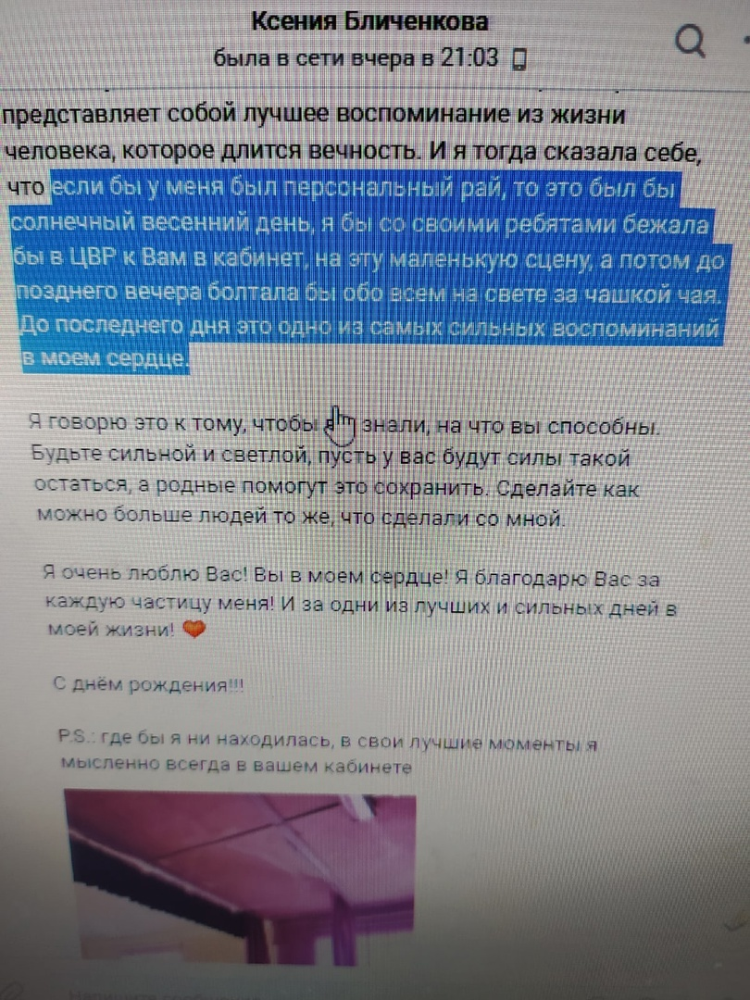 Ксения Бличенкова
была в сети вчера в 21:03
представляет собой лучшее воспоминание из жизни
человека, которое длится вечность. И я тогда сказала себе,
что если бы у меня был персональный рай, то это был бы
солнечный весенний день, я бы со своими ребятами бежала
бы в ЦВР к Вам в кабинет, на эту маленькую сцену, а потом до
позднего вечера болтала бы обо всем на свете за чашкой чая.
До последнего дня это одно из самых сильных воспоминаний
в моем сердце.
Я говорю это к тому, чтобы знали, на что вы способны.
Будьте сильной и светлой, пусть у вас будут силы такой
остаться, а родные помогут это сохранить. Сделайте как
можно больше людей то же, что сделали со мной.
Я очень люблю Вас! Вы в моем сердце! Я благодарю Вас за
каждую частицу меня! И за одни из лучших и сильных дней в
моей жизни! ❤
С днём рождения!!!
P.S.: где бы я ни находилась, в свои лучшие моменты я
мысленно всегда в вашем кабинете